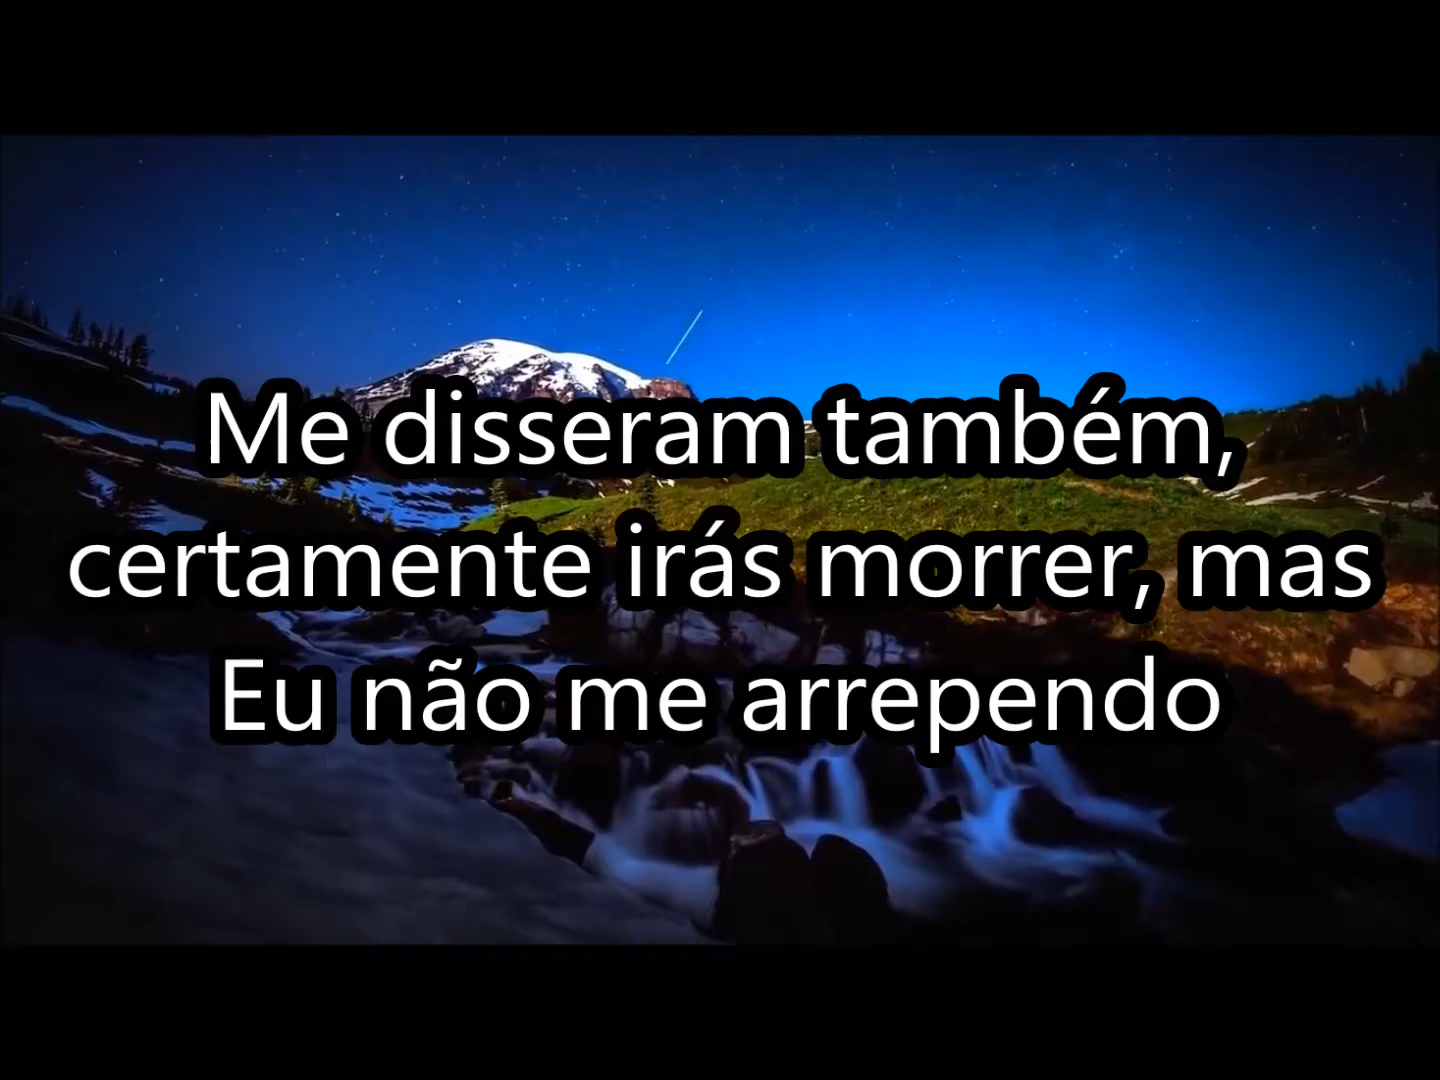 Me disseram também,
certamente irás morrer, mas
Eu não me arrependo